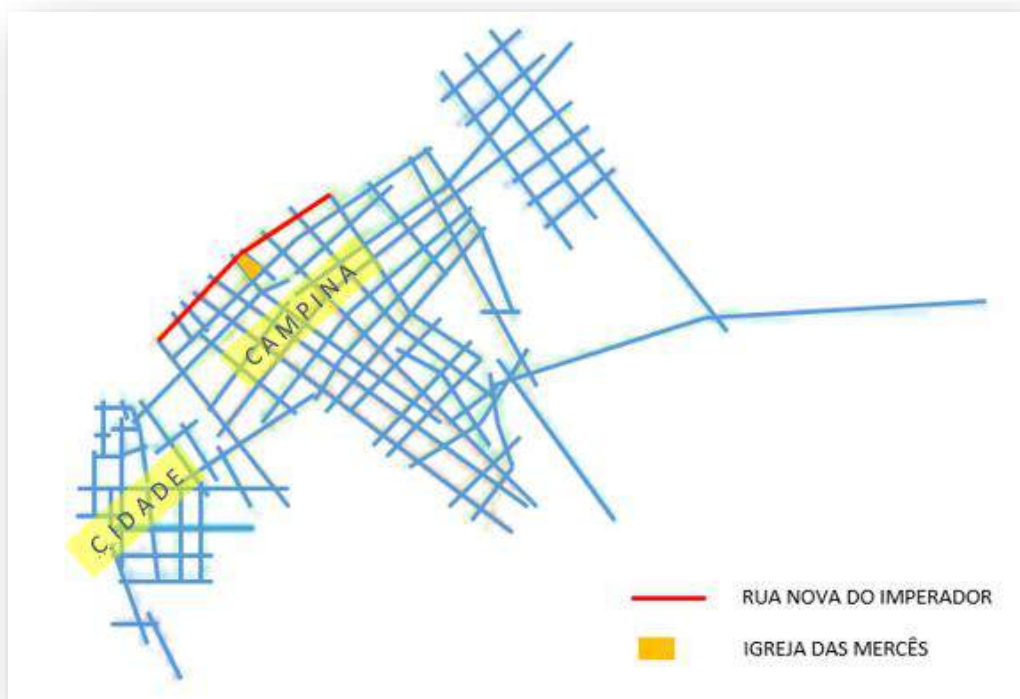 CAMPINA
CIDADE
RUA NOVA DO IMPERADOR
IGREJA DAS MERCÊS